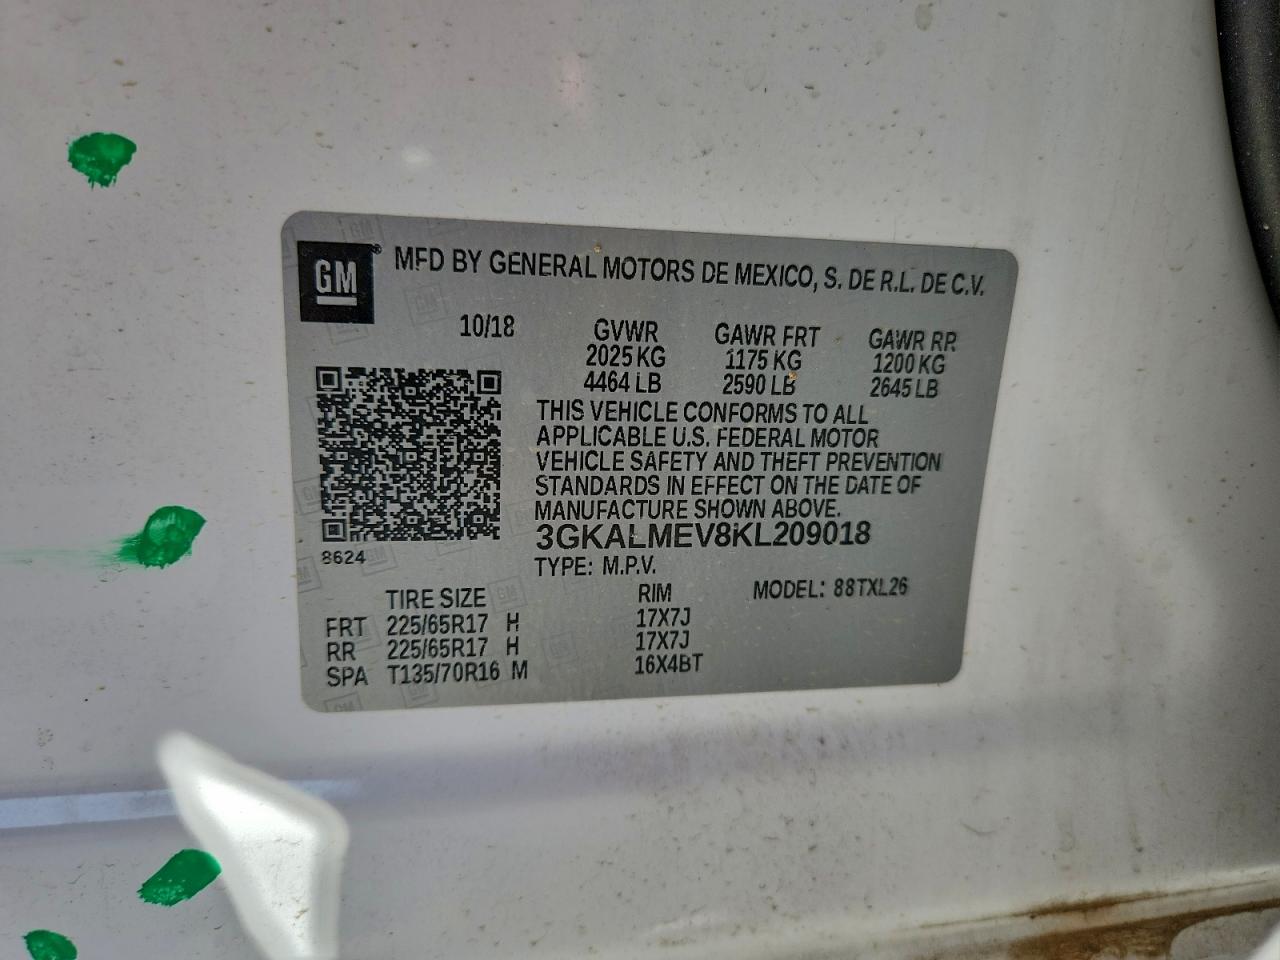 GM® MFD BY GENERAL MOTORS DE MEXICO, S. DE R.L. DE C.V.
10/18 GVWR GAWR FRT GAWR RR
2025 KG 1175 KG 1200 KG
4464 LB 2590 LB 2645 LB
THIS VEHICLE CONFORMS TO ALL
APPLICABLE U.S. FEDERAL MOTOR
VEHICLE SAFETY AND THEFT PREVENTION
STANDARDS IN EFFECT ON THE DATE OF
MANUFACTURE SHOWN ABOVE.
3GKALMEV8KL209018
8624
TYPE: M.P.V. MODEL: 88TXL26
TIRE SIZE RIM
FRT 225/65R17 H 17X7J
RR 225/65R17 H 17X7J
SPA T135/70R16 M 16X4BT